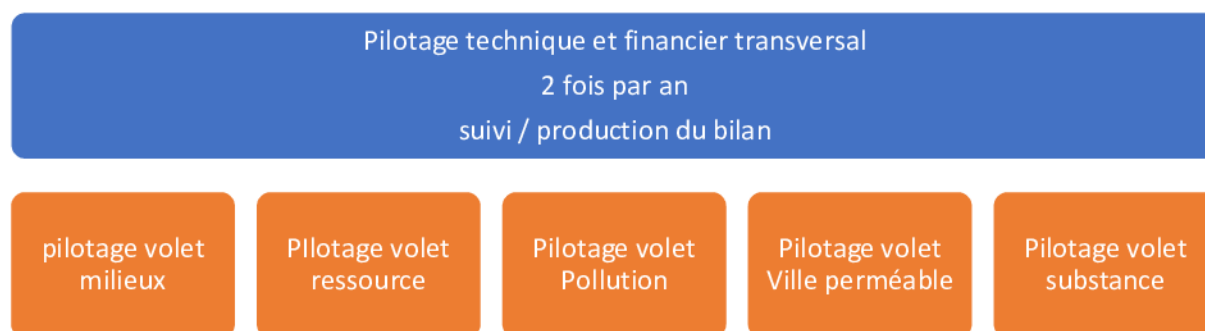 Pilotage technique et financier transversal
2 fois par an
suivi / production du bilan
pilotage volet
milieux
PIlotage volet
ressource
Pilotage volet
Pollution
Pilotage volet
Ville perméable
Pilotage volet
substance